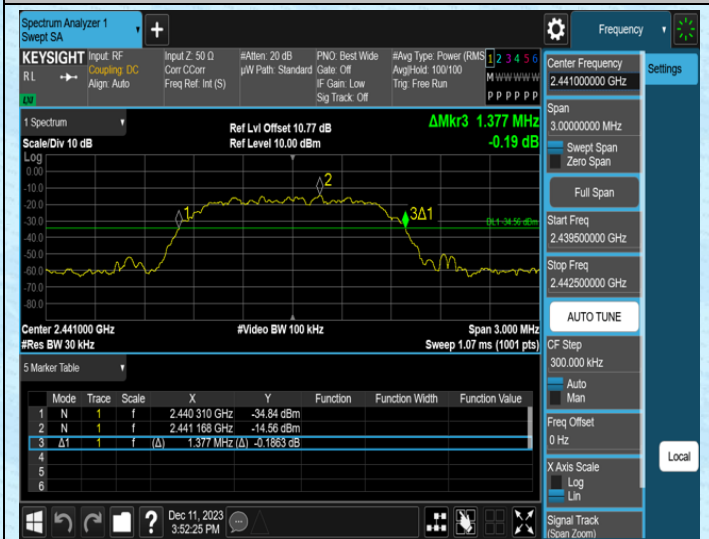 Spectrum Analyzer 1
Swept SA
+
Frequency
KEYSIGHT
RL
LXI
Input: RF
Coupling: DC
Align: Auto
Input Z: 50 Ω
Corr CCorr
Freq Ref: Int (S)
#Atten: 20 dB
µW Path: Standard
PNO: Best Wide
Gate: Off
IF Gain: Low
Sig Track: Off
#Avg Type: Power (RMS
Avg|Hold: 100/100
Trig: Free Run
1 2 3 4 5 6
M W W W W W
P P P P P P
1 Spectrum
Scale/Div 10 dB
Ref Lvl Offset 10.77 dB
Ref Level 10.00 dBm
ΔMkr3 1.377 MHz
-0.19 dB
Log
0.00
-10.0
-20.0
-30.0
-40.0
-50.0
-60.0
-70.0
-80.0
1
2
3Δ1
DL1 -34.56 dBm
Center 2.441000 GHz
#Res BW 30 kHz
#Video BW 100 kHz
Span 3.000 MHz
Sweep 1.07 ms (1001 pts)
5 Marker Table
Mode Trace Scale X Y Function Function Width Function Value
1 N 1 f 2.440 310 GHz -34.84 dBm
2 N 1 f 2.441 168 GHz -14.56 dBm
3 Δ1 1 f (Δ) 1.377 MHz (Δ) -0.1863 dB
4
5
6
?
Dec 11, 2023
3:52:25 PM
Center Frequency
2.441000000 GHz
Span
3.00000000 MHz
Swept Span
Zero Span
Full Span
Start Freq
2.439500000 GHz
Stop Freq
2.442500000 GHz
AUTO TUNE
CF Step
300.000 kHz
Auto
Man
Freq Offset
0 Hz
X Axis Scale
Log
Lin
Signal Track
(Span Zoom)
Settings
Local